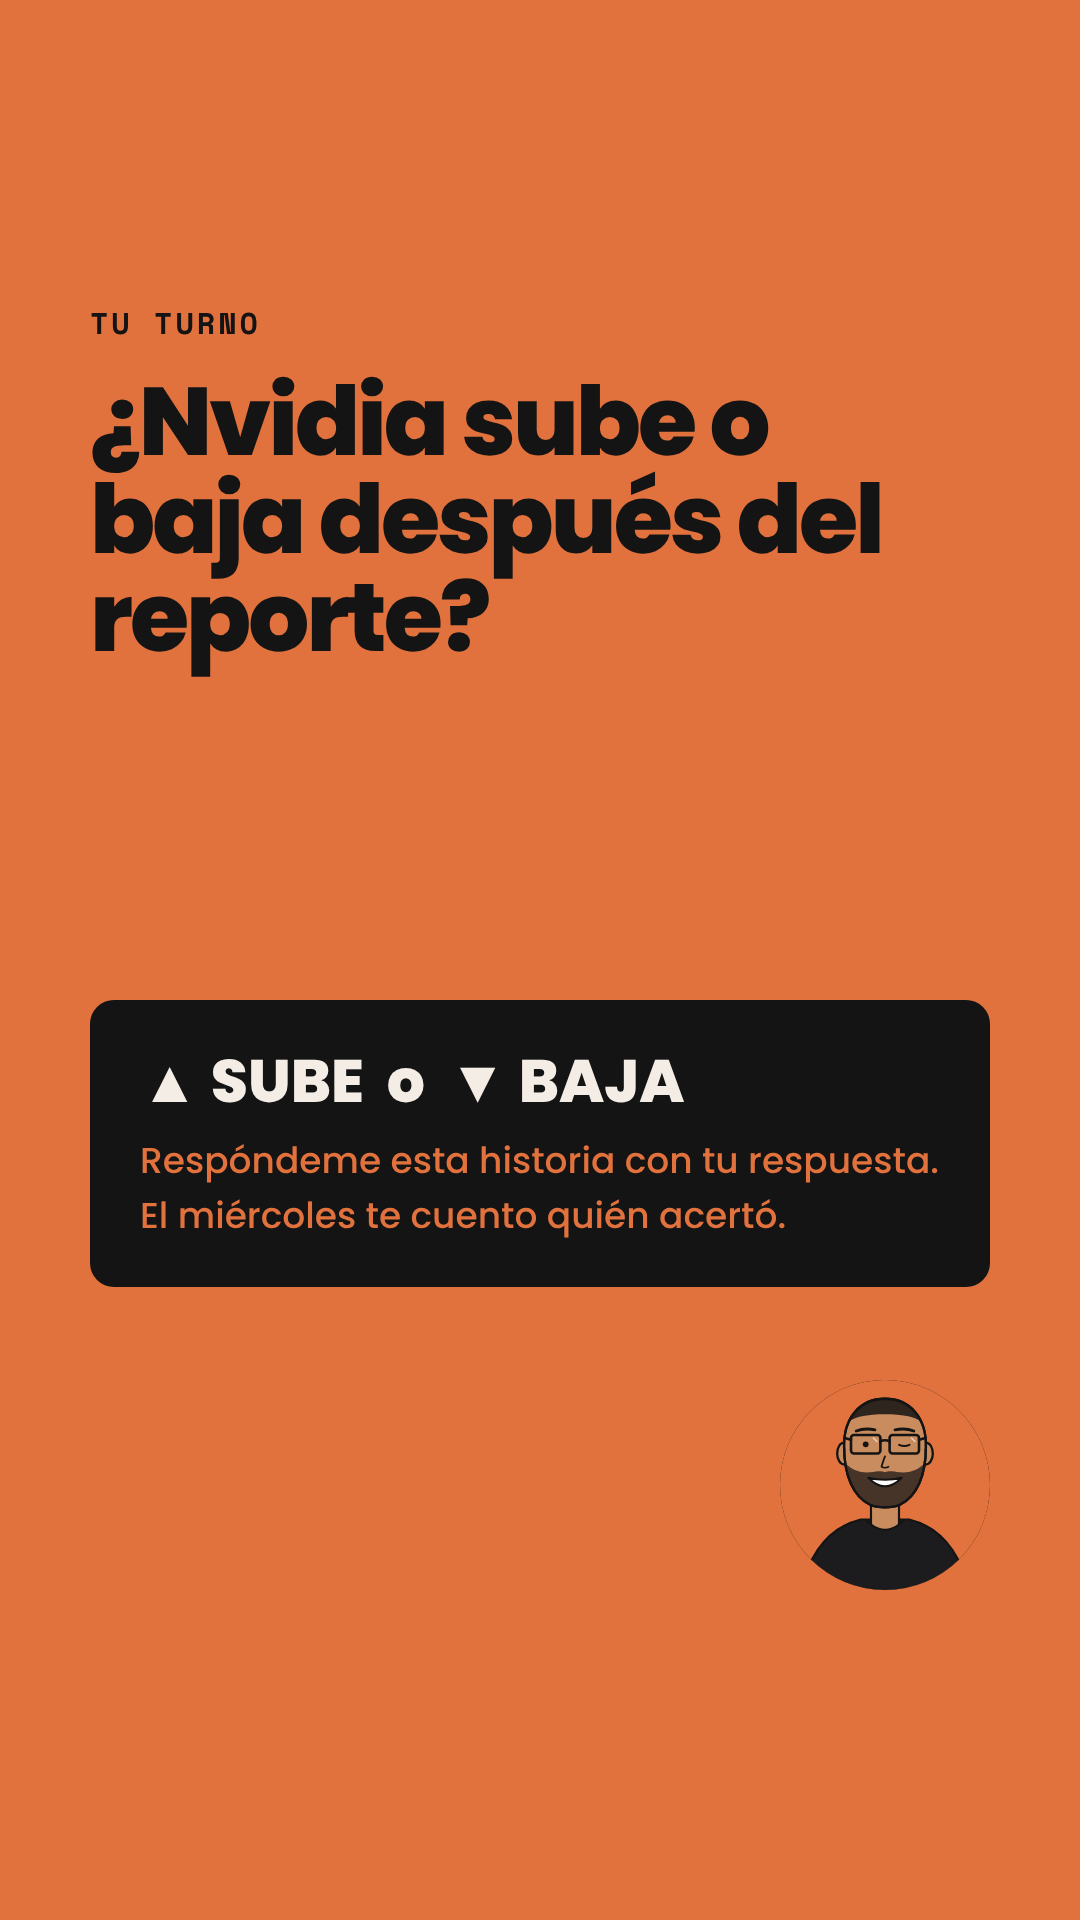 TU TURNO
¿Nvidia sube o
baja después del
reporte?
▲ SUBE o ▼ BAJA
Respóndeme esta historia con tu respuesta.
El miércoles te cuento quién acertó.